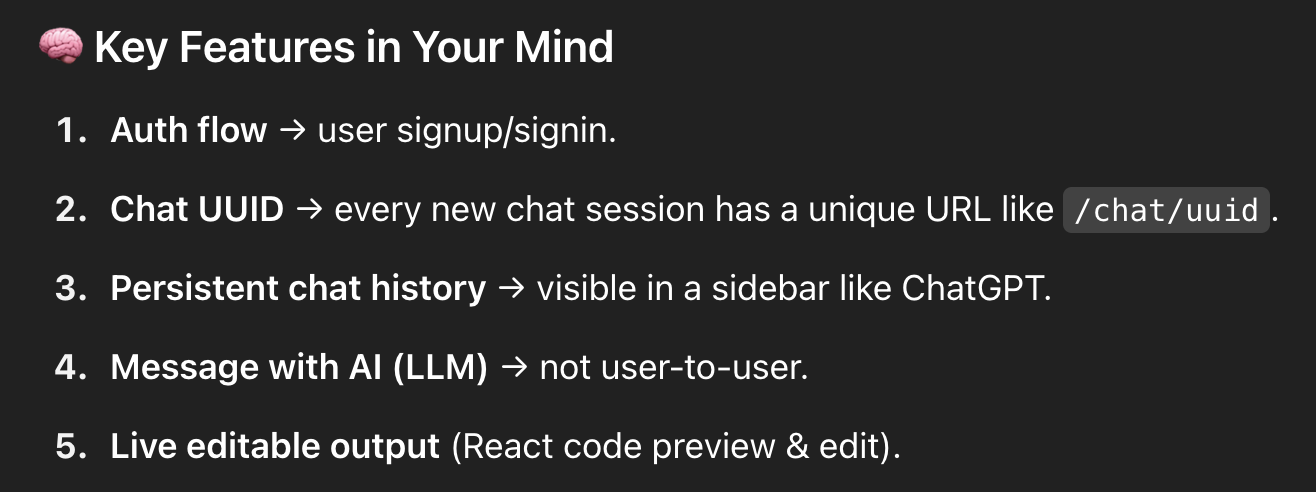 🧠 Key Features in Your Mind
1. Auth flow → user signup/signin.
2. Chat UUID → every new chat session has a unique URL like /chat/uuid.
3. Persistent chat history → visible in a sidebar like ChatGPT.
4. Message with AI (LLM) → not user-to-user.
5. Live editable output (React code preview & edit).